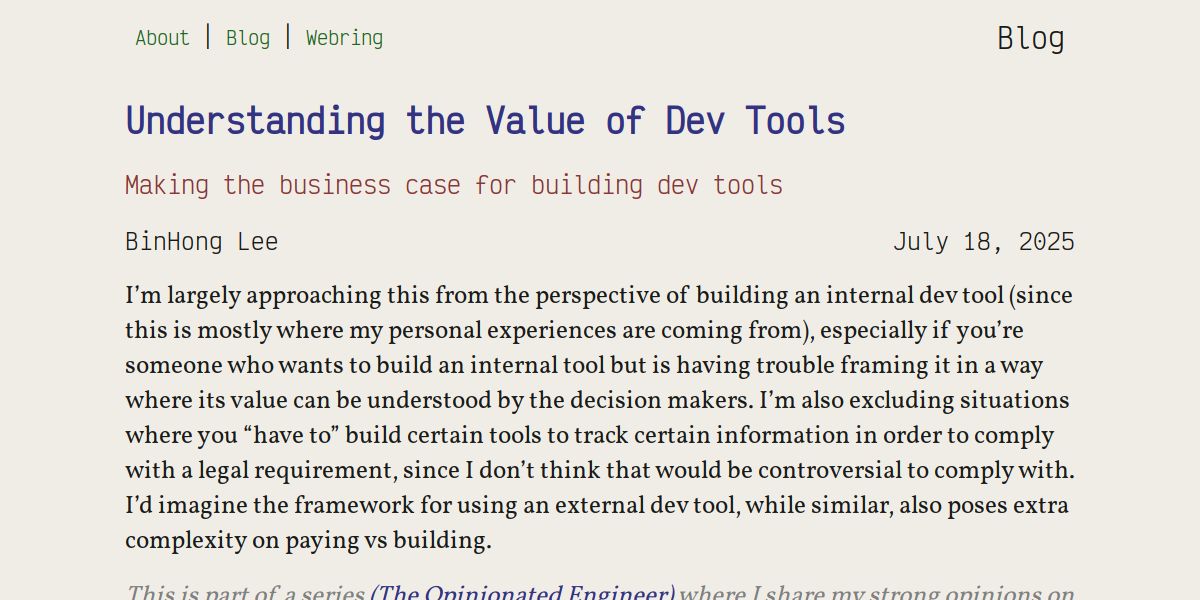 About | Blog | Webring
Blog
Understanding the Value of Dev Tools
Making the business case for building dev tools
BinHong Lee
July 18, 2025
I’m largely approaching this from the perspective of building an internal dev tool (since
this is mostly where my personal experiences are coming from), especially if you’re
someone who wants to build an internal tool but is having trouble framing it in a way
where its value can be understood by the decision makers. I’m also excluding situations
where you “have to” build certain tools to track certain information in order to comply
with a legal requirement, since I don’t think that would be controversial to comply with.
I’d imagine the framework for using an external dev tool, while similar, also poses extra
complexity on paying vs building.
This is part of a series (The Opinionated Engineer) where I share my strong opinions on